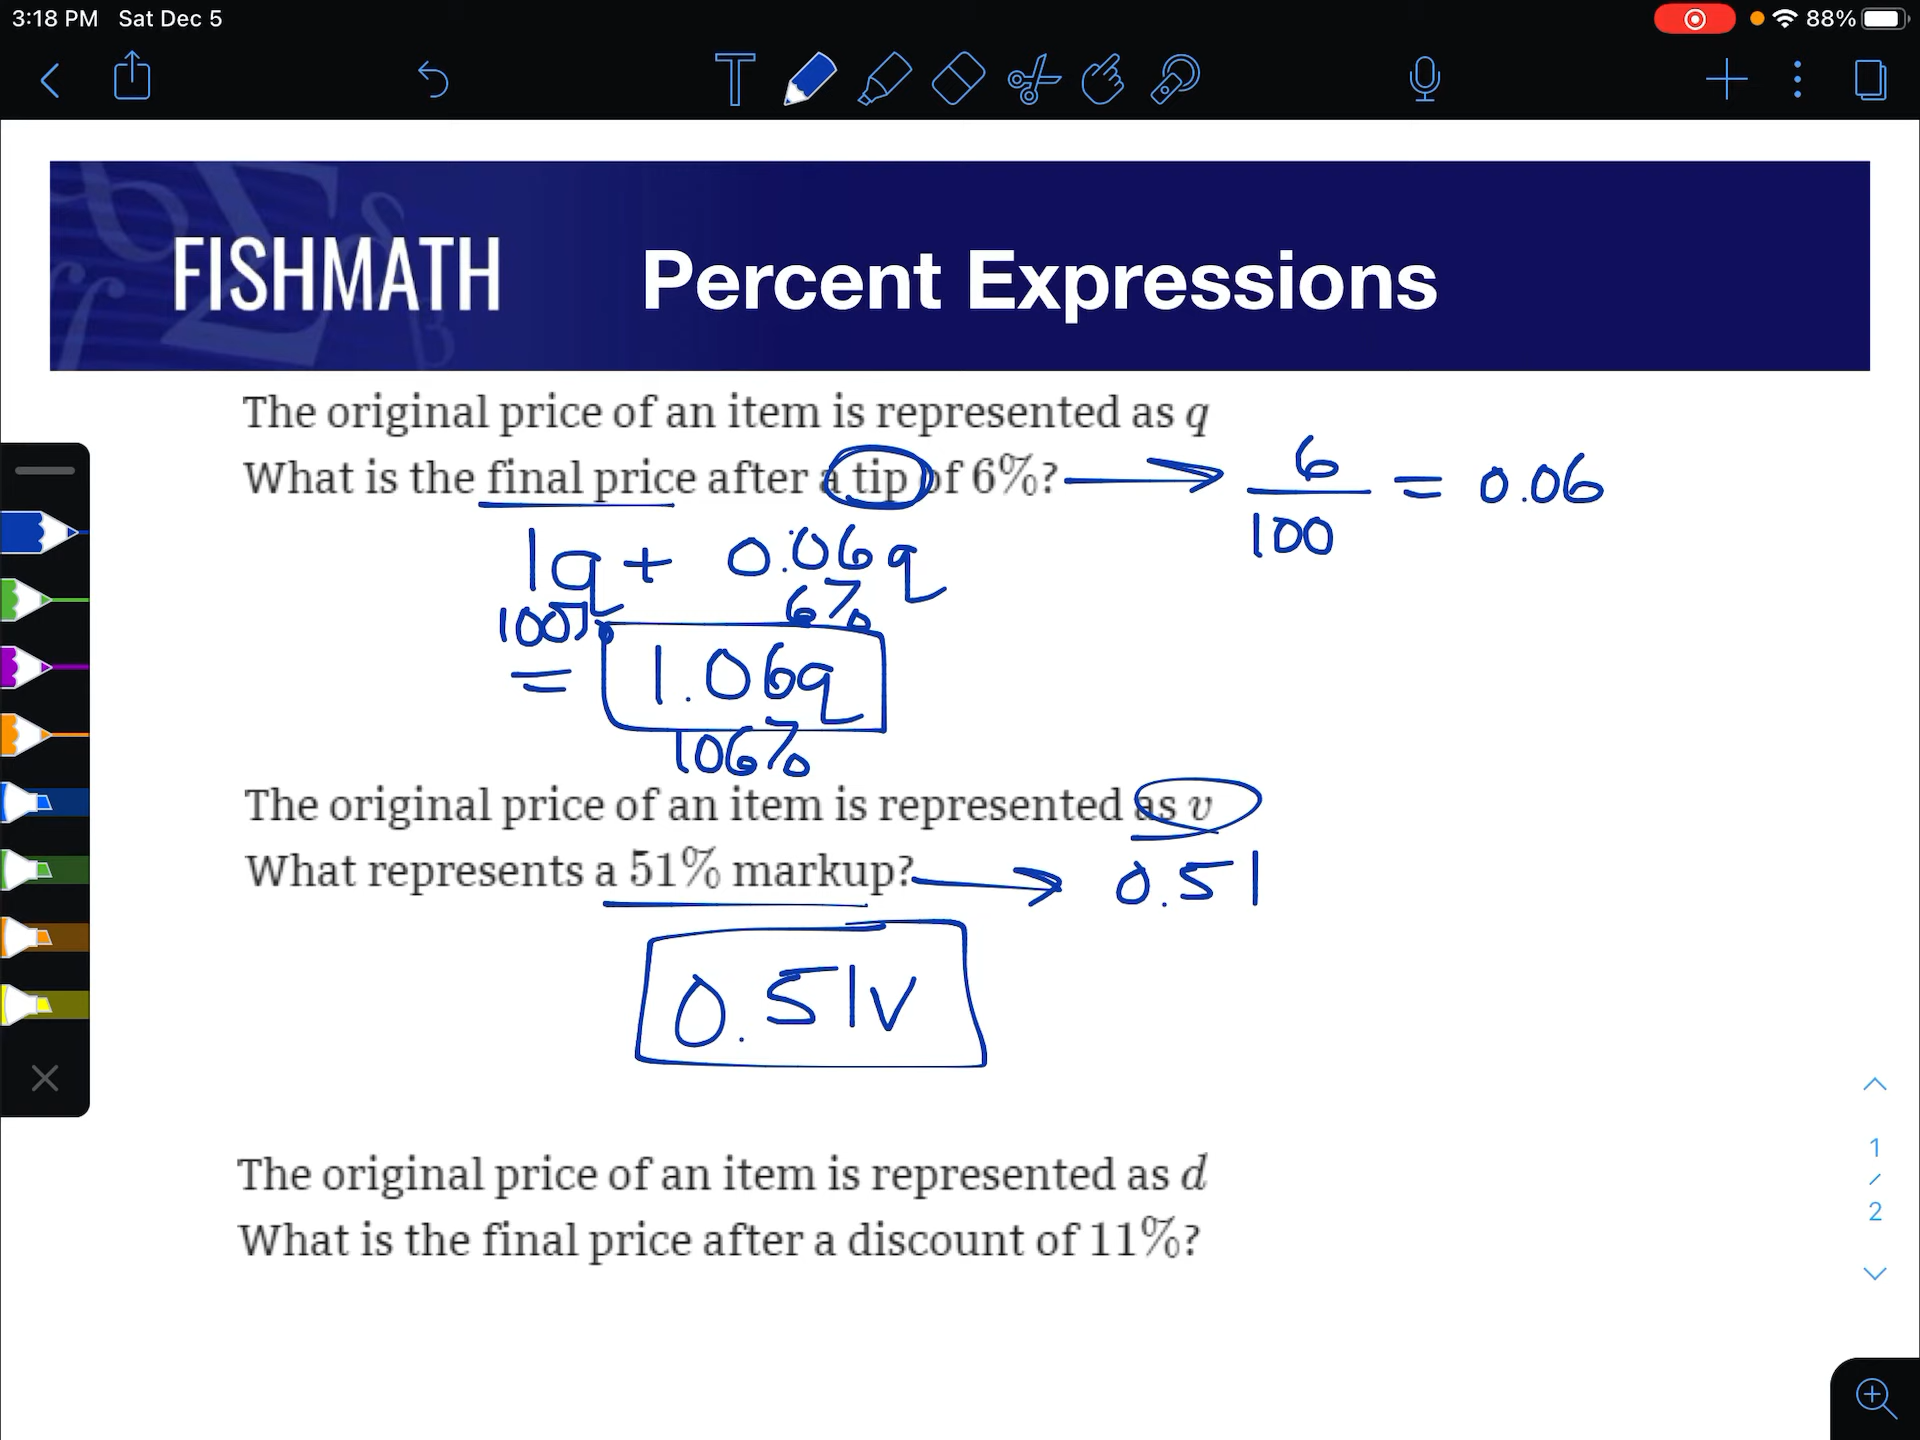 3:18 PM Sat Dec 5 88%
T
FISHMATH Percent Expressions
The original price of an item is represented as q
What is the final price after a tip of 6%? 6/100 = 0.06
1q + 0.06q
100% 6%
= 1.06q
106%
The original price of an item is represented as v
What represents a 51% markup? 0.51
0.51v
The original price of an item is represented as d
What is the final price after a discount of 11%?
1
/
2